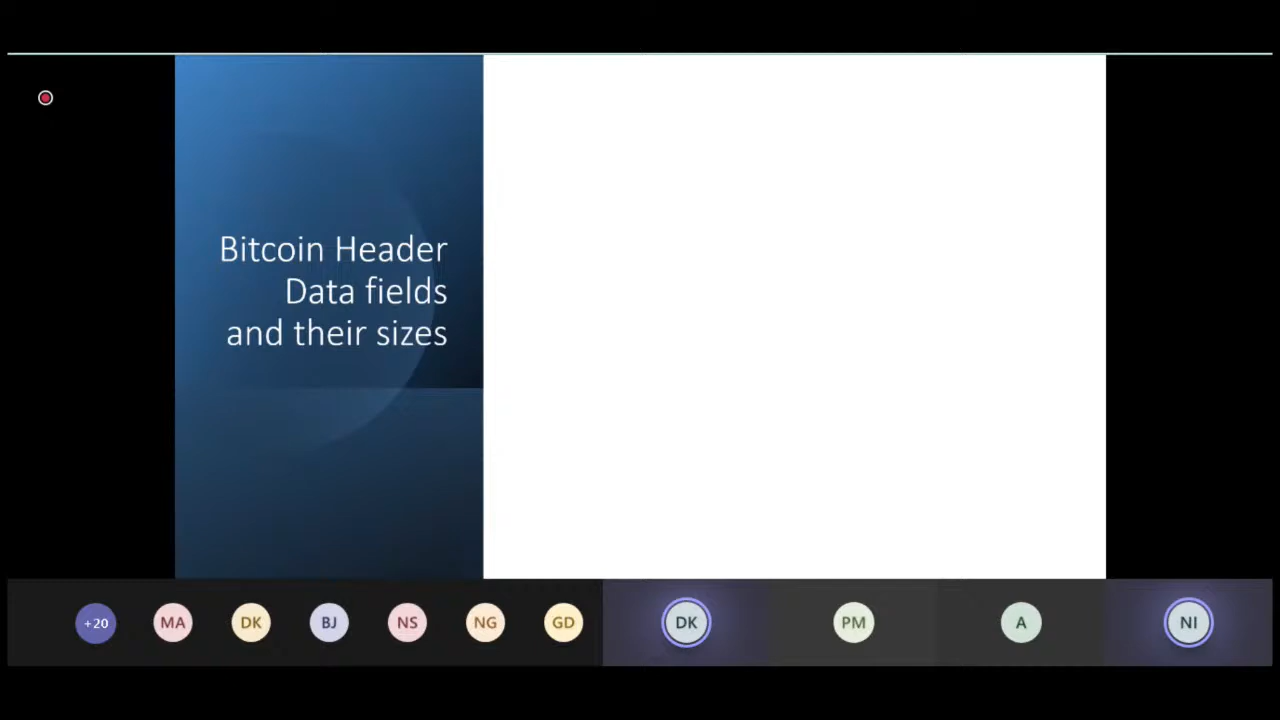 Bitcoin Header
Data fields
and their sizes
+20
MA
DK
BJ
NS
NG
GD
DK
PM
A
NI